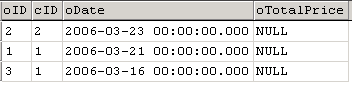 oID cID oDate oTotalPrice
2 2 2006-03-23 00:00:00.000 NULL
1 1 2006-03-21 00:00:00.000 NULL
3 1 2006-03-16 00:00:00.000 NULL